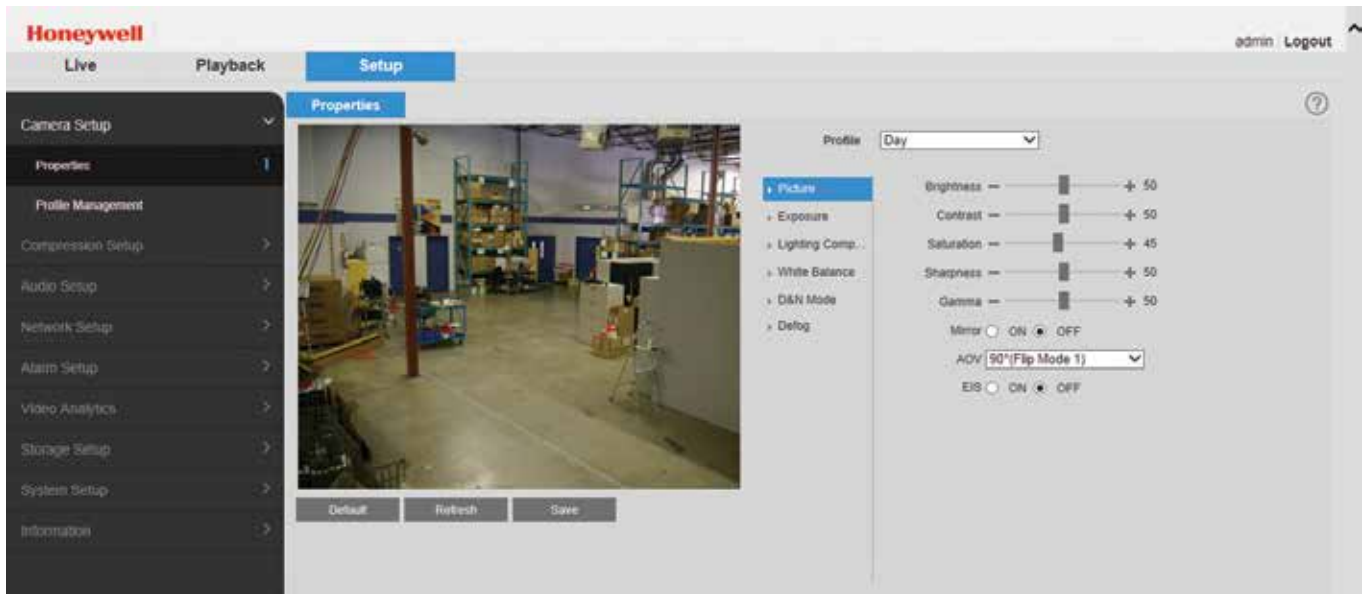 Honeywell
admin Logout
Live Playback Setup
Camera Setup
Properties
Profile Management
Compression Setup
Audio Setup
Network Setup
Alarm Setup
Video Analytics
Storage Setup
System Setup
Information
Properties
Default Refresh Save
Profile Day
Picture
Exposure
Lighting Comp...
White Balance
D&N Mode
Defog
Brightness 50
Contrast 50
Saturation 45
Sharpness 50
Gamma 50
Mirror ON OFF
AOV 90°(Flip Mode 1)
EIS ON OFF